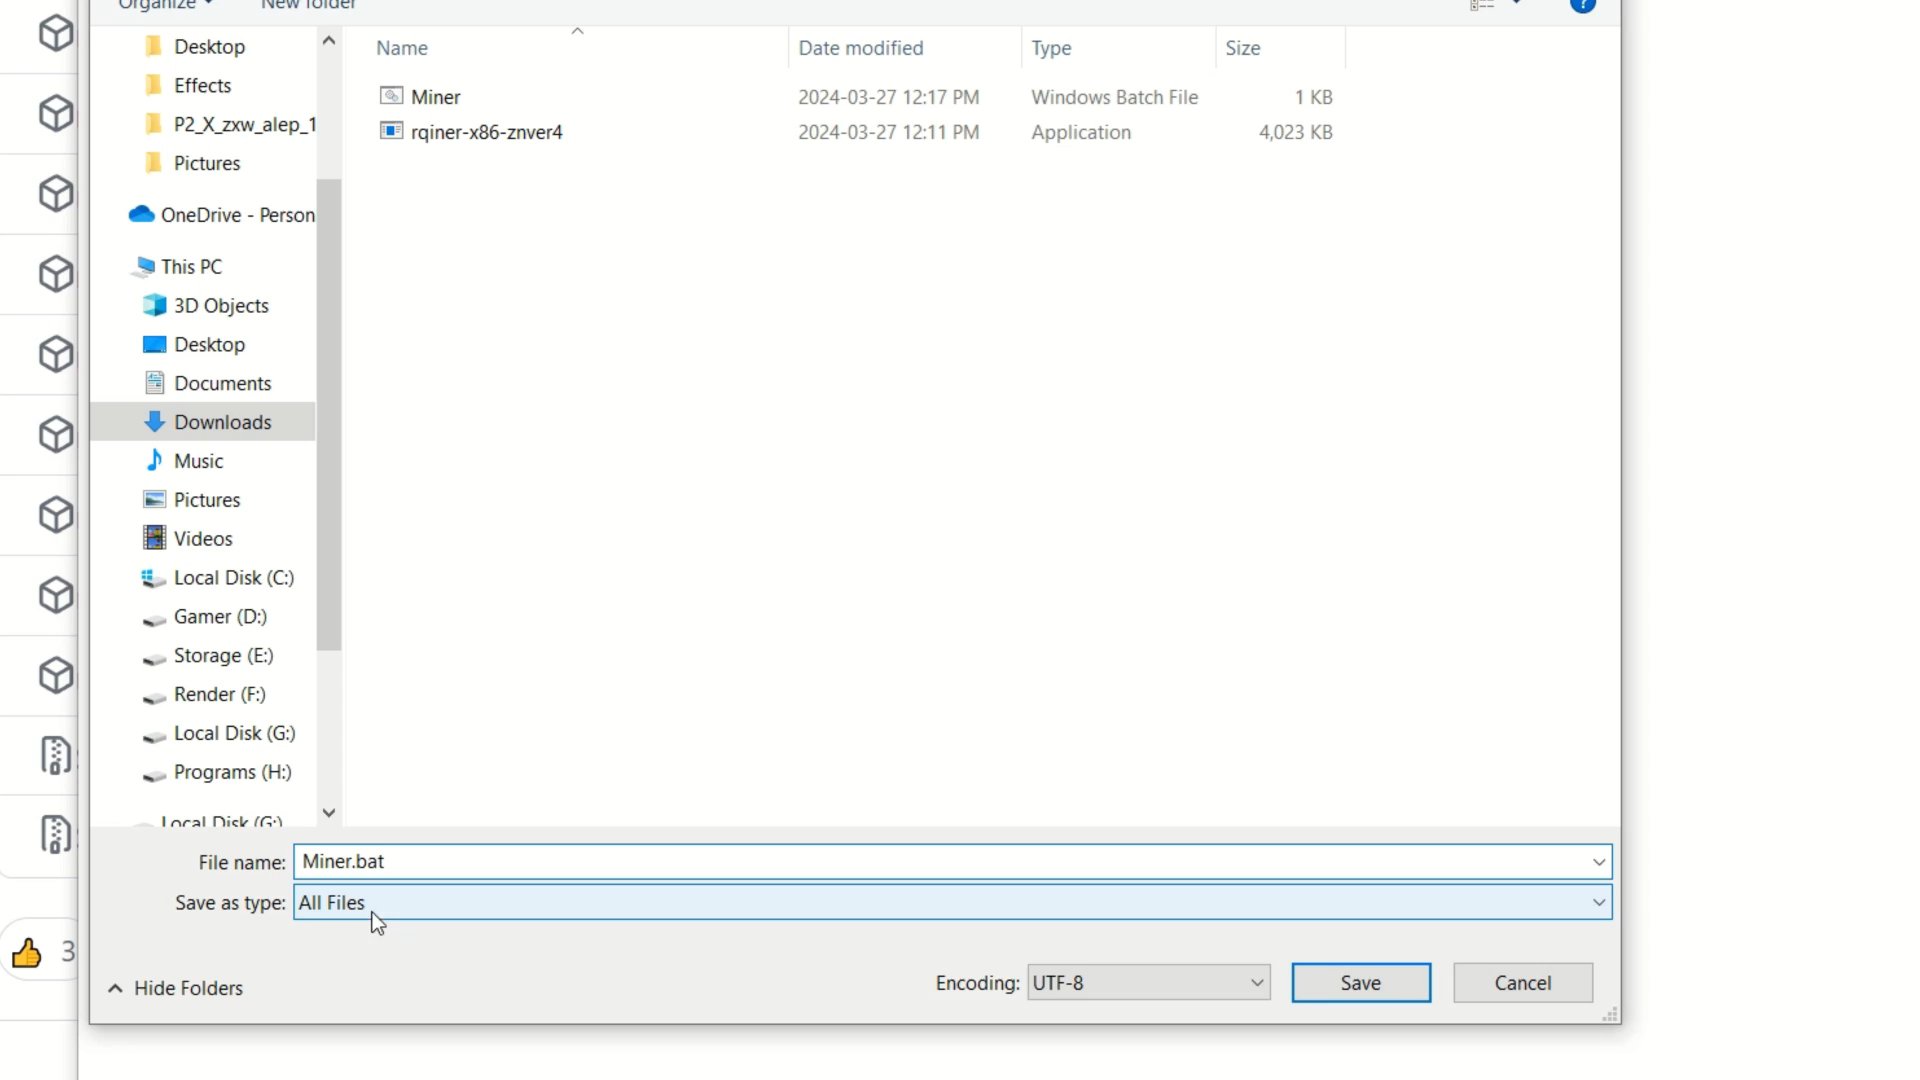 Organize New folder
Name Date modified Type Size
Miner 2024-03-27 12:17 PM Windows Batch File 1 KB
rqiner-x86-znver4 2024-03-27 12:11 PM Application 4,023 KB
Desktop
Effects
P2_X_zxw_alep_1
Pictures
OneDrive - Person
This PC
3D Objects
Desktop
Documents
Downloads
Music
Pictures
Videos
Local Disk (C:)
Gamer (D:)
Storage (E:)
Render (F:)
Local Disk (G:)
Programs (H:)
Local Disk (G:)
File name: Miner.bat
Save as type: All Files
3
Hide Folders Encoding: UTF-8 Save Cancel